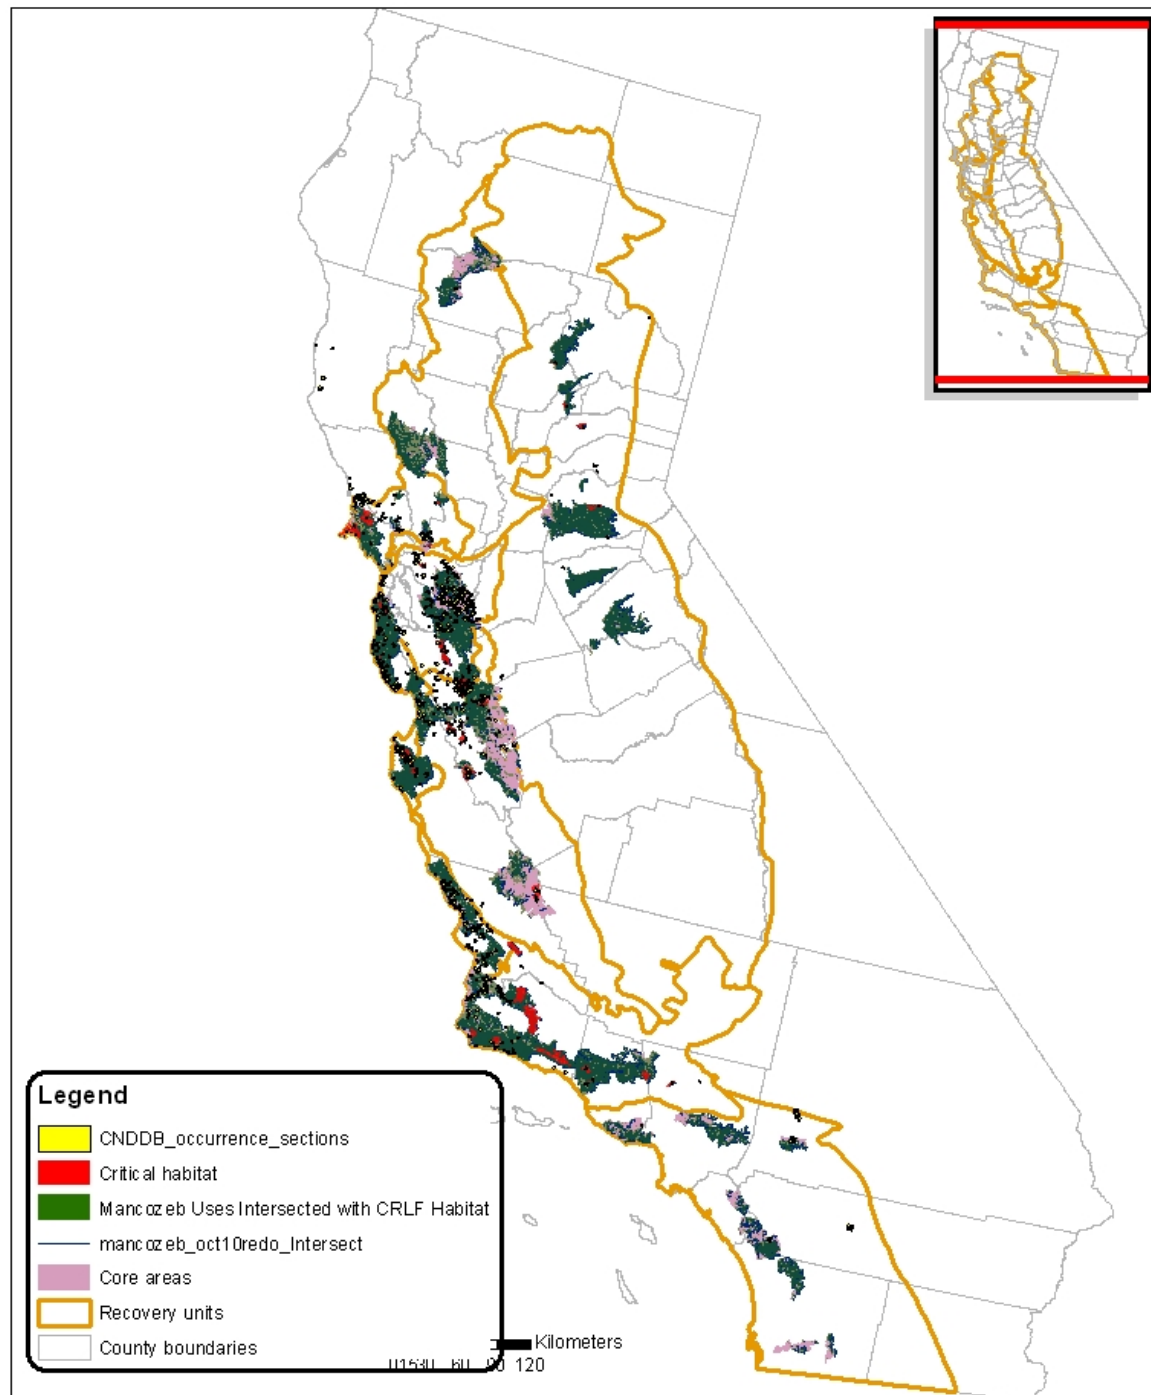 Legend
CNDDB_occurrence_sections
Critical habitat
Mancozeb Uses Intersected with CRLF Habitat
mancozeb_oct10redo_Intersect
Core areas
Recovery units
County boundaries
Kilometers
60 120